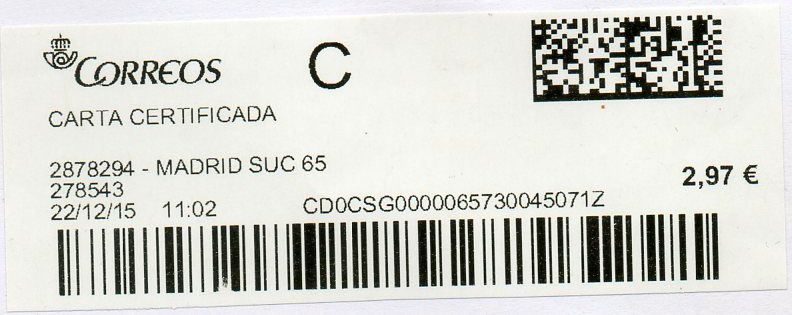 CORREOS
C
CARTA CERTIFICADA
2878294 - MADRID SUC 65
278543
2,97 €
22/12/15 11:02 CD0CSG0000065730045071Z